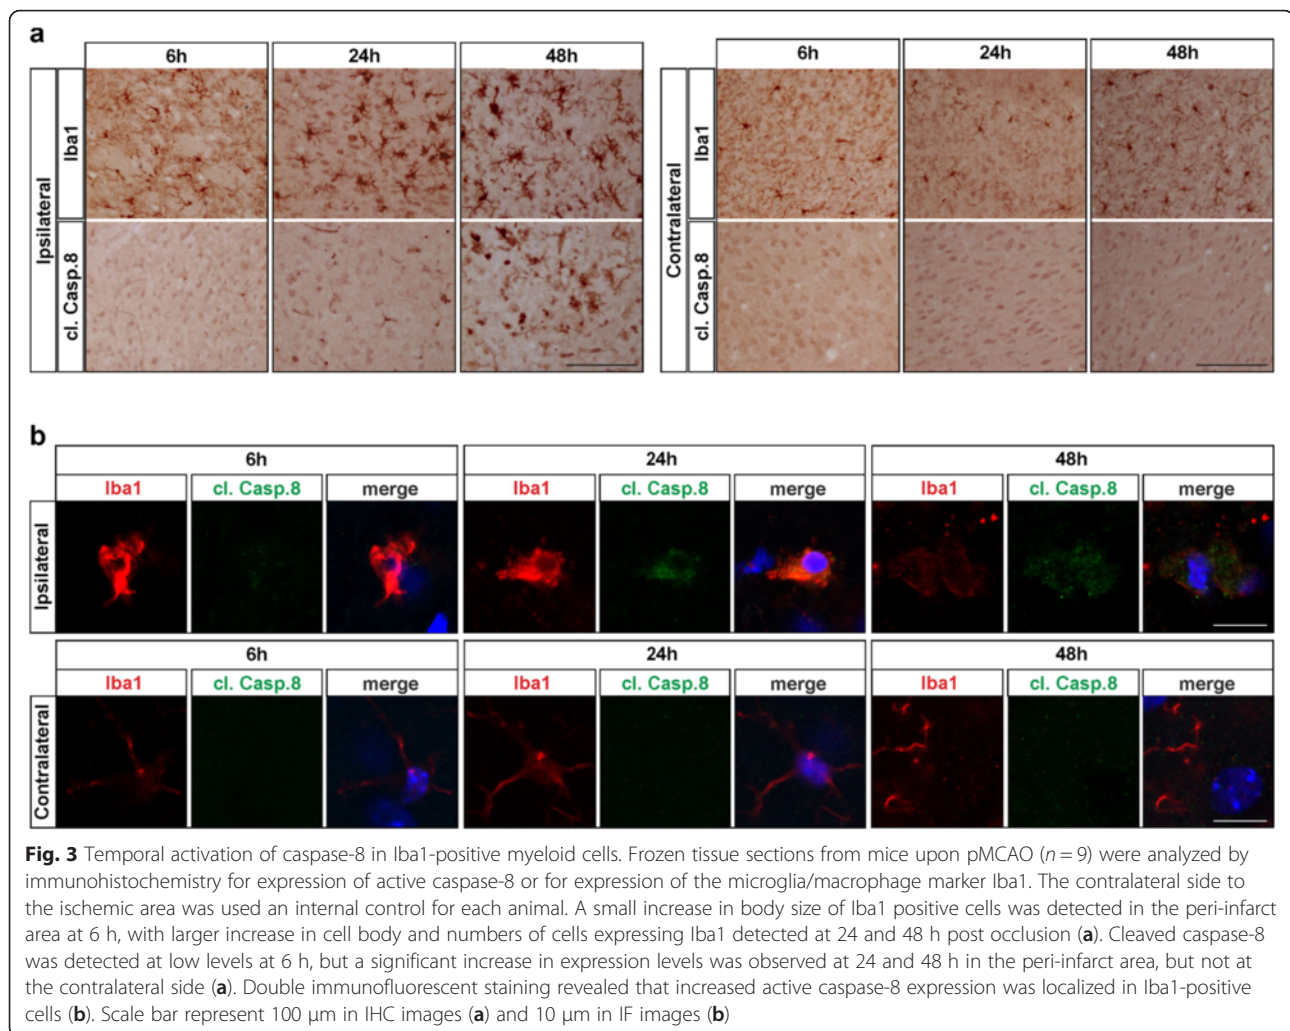 a
6h 24h 48h
6h 24h 48h
Ipsilateral
Iba1
cl. Casp.8
Contralateral
Iba1
cl. Casp.8
b
6h 24h 48h
Iba1 cl. Casp.8 merge Iba1 cl. Casp.8 merge Iba1 cl. Casp.8 merge
Ipsilateral
6h 24h 48h
Iba1 cl. Casp.8 merge Iba1 cl. Casp.8 merge Iba1 cl. Casp.8 merge
Contralateral
Fig. 3 Temporal activation of caspase-8 in Iba1-positive myeloid cells. Frozen tissue sections from mice upon pMCAO (n = 9) were analyzed by
immunohistochemistry for expression of active caspase-8 or for expression of the microglia/macrophage marker Iba1. The contralateral side to
the ischemic area was used an internal control for each animal. A small increase in body size of Iba1 positive cells was detected in the peri-infarct
area at 6 h, with larger increase in cell body and numbers of cells expressing Iba1 detected at 24 and 48 h post occlusion (a). Cleaved caspase-8
was detected at low levels at 6 h, but a significant increase in expression levels was observed at 24 and 48 h in the peri-infarct area, but not at
the contralateral side (a). Double immunofluorescent staining revealed that increased active caspase-8 expression was localized in Iba1-positive
cells (b). Scale bar represent 100 μm in IHC images (a) and 10 μm in IF images (b)